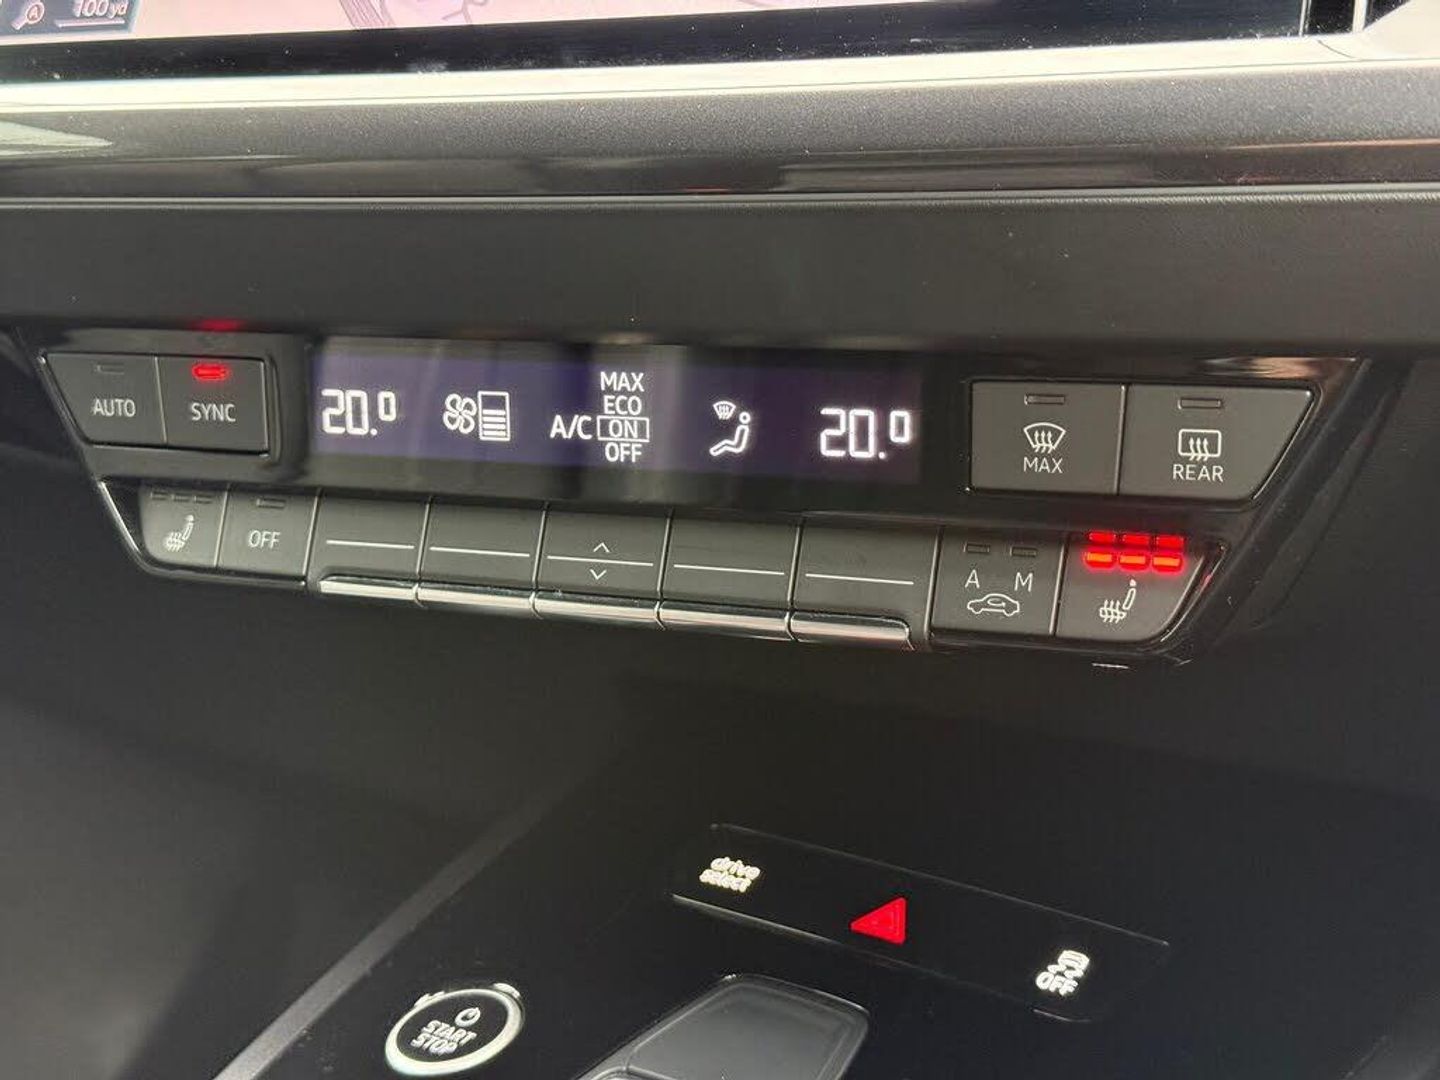 A 100 yd
AUTO
SYNC
20.0
A/C
MAX
ECO
ON
OFF
20.0
MAX
REAR
OFF
A M
drive
select
OFF
START
STOP